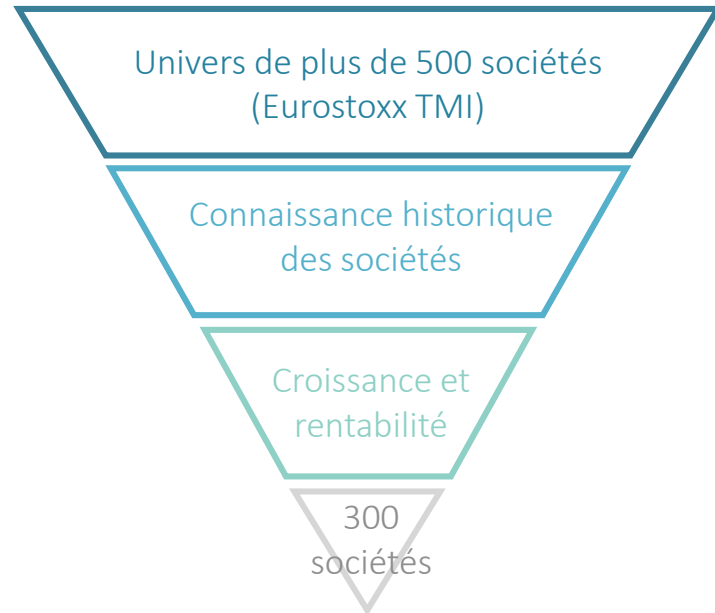 Univers de plus de 500 sociétés
(Eurostoxx TMI)
Connaissance historique
des sociétés
Croissance et
rentabilité
300
sociétés